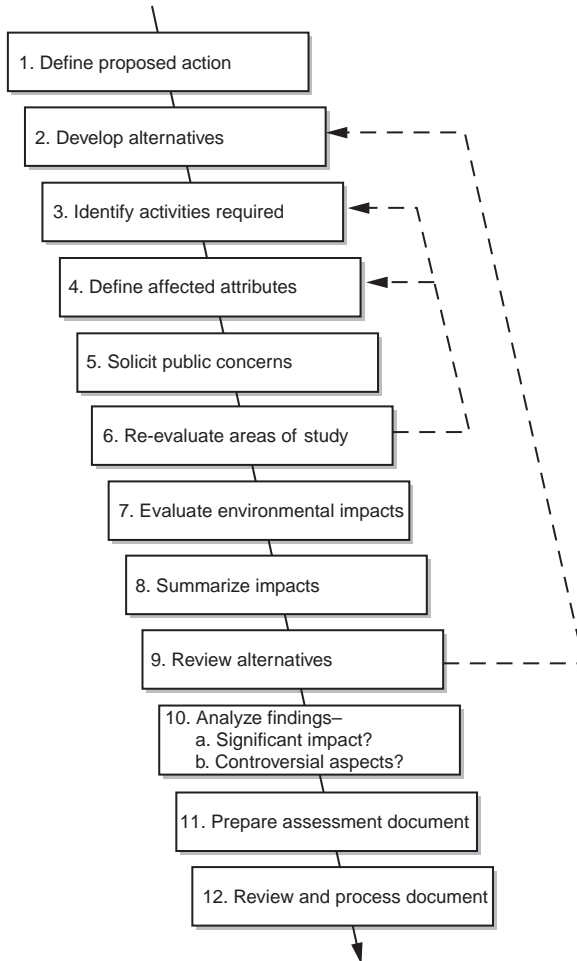 1. Define proposed action
2. Develop alternatives
3. Identify activities required
4. Define affected attributes
5. Solicit public concerns
6. Re-evaluate areas of study
7. Evaluate environmental impacts
8. Summarize impacts
9. Review alternatives
10. Analyze findings–
a. Significant impact?
b. Controversial aspects?
11. Prepare assessment document
12. Review and process document